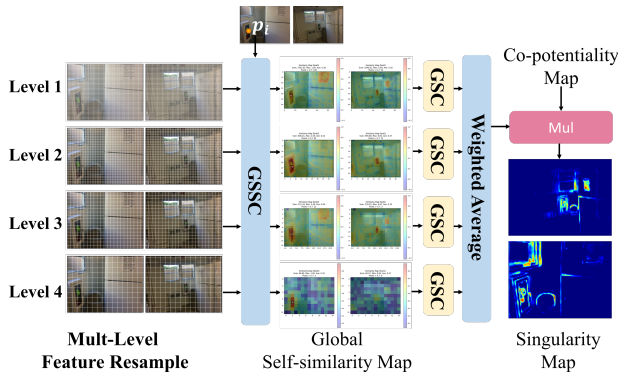 p_i
Level 1
Level 2
Level 3
Level 4
GSSC
GSC
GSC
GSC
GSC
Weighted Average
Co-potentiality
Map
Mul
Mult-Level
Feature Resample
Global
Self-similarity Map
Singularity
Map